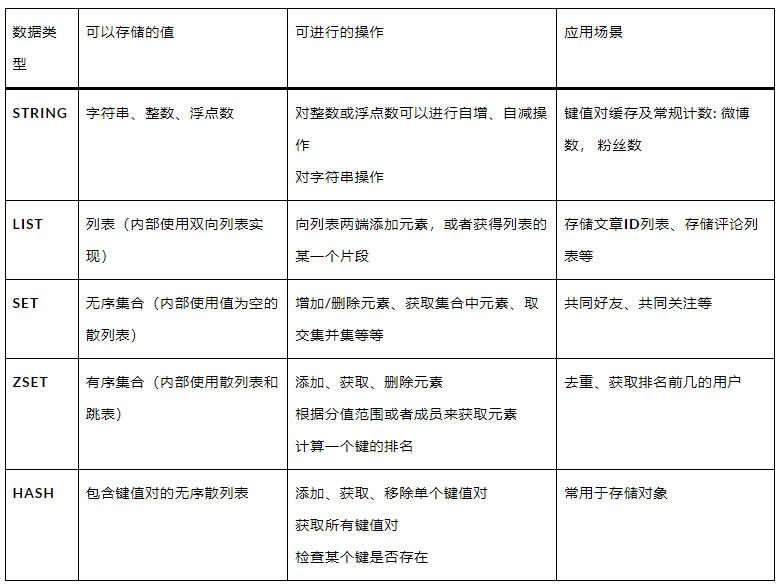 数据类
型
可以存储的值
可进行的操作
应用场景
STRING
字符串、整数、浮点数
对整数或浮点数可以进行自增、自减操
作
对字符串操作
键值对缓存及常规计数: 微博
数， 粉丝数
LIST
列表（内部使用双向列表实
现）
向列表两端添加元素，或者获得列表的
某一个片段
存储文章ID列表、存储评论列
表等
SET
无序集合（内部使用值为空的
散列表）
增加/删除元素、获取集合中元素、取
交集并集等等
共同好友、共同关注等
ZSET
有序集合（内部使用散列表和
跳表）
添加、获取、删除元素
根据分值范围或者成员来获取元素
计算一个键的排名
去重、获取排名前几的用户
HASH
包含键值对的无序散列表
添加、获取、移除单个键值对
获取所有键值对
检查某个键是否存在
常用于存储对象